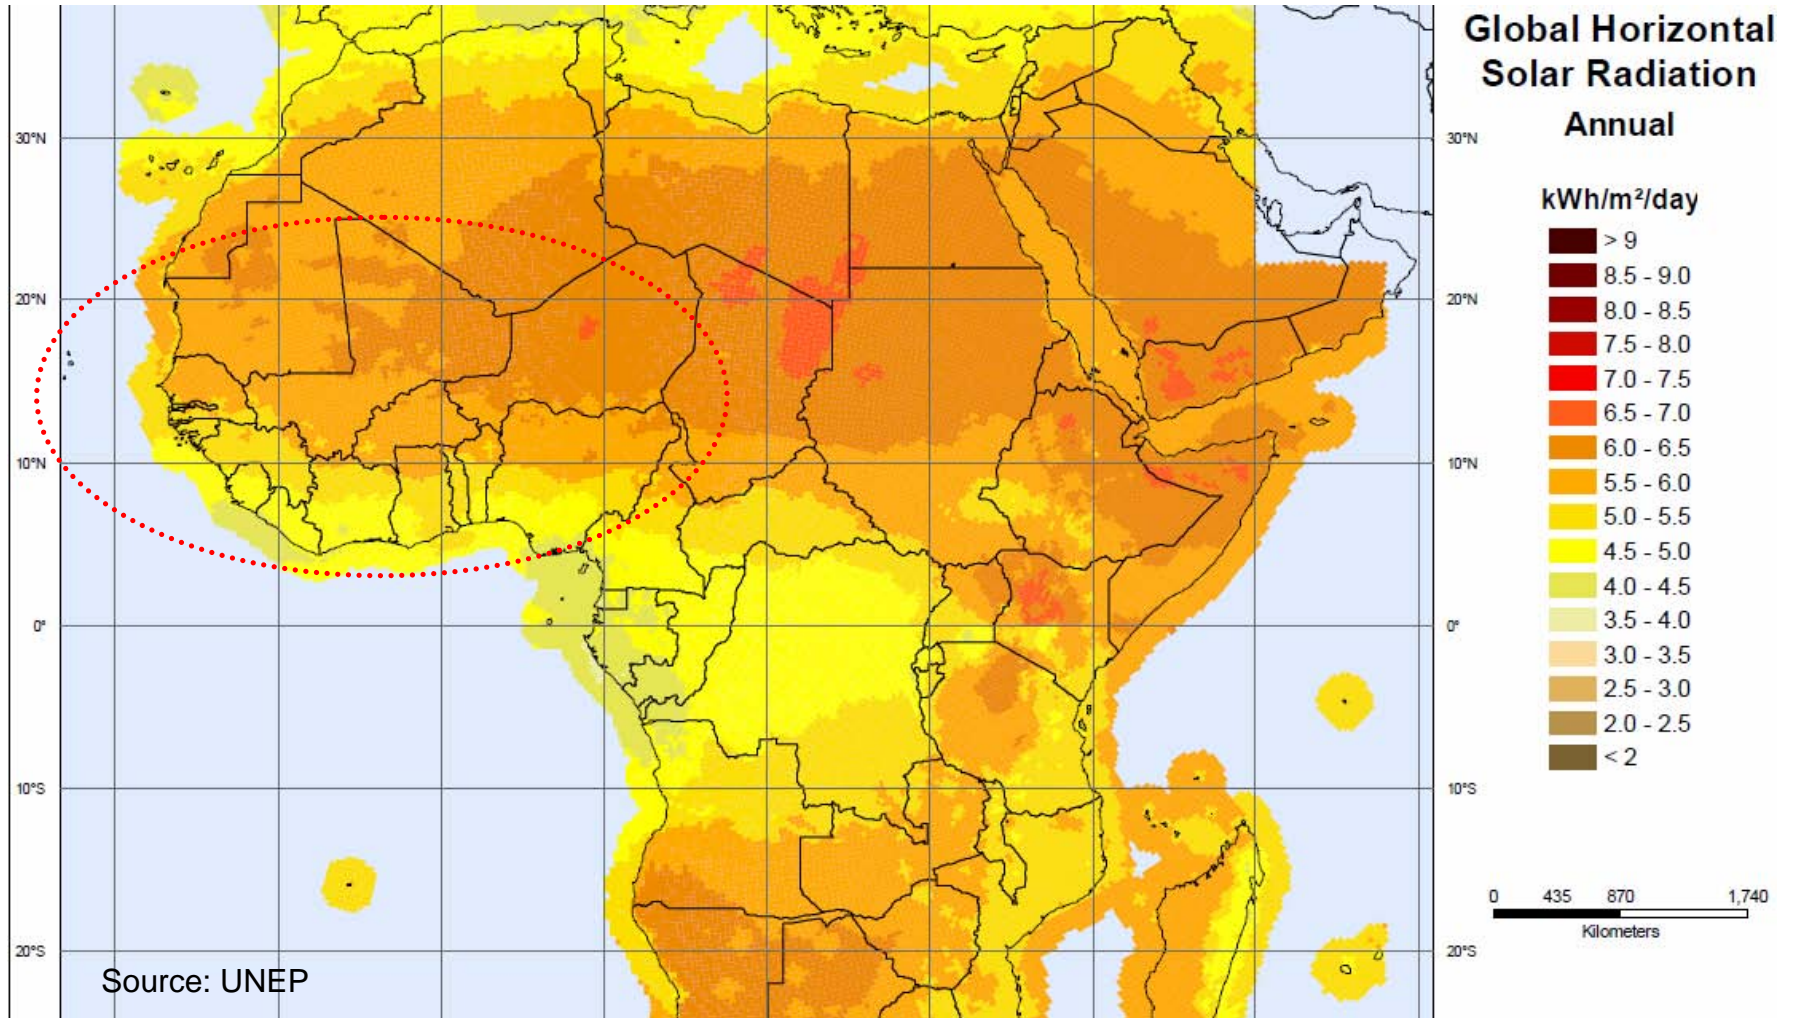 Global Horizontal
Solar Radiation
Annual
kWh/m²/day
> 9
8.5 - 9.0
8.0 - 8.5
7.5 - 8.0
7.0 - 7.5
6.5 - 7.0
6.0 - 6.5
5.5 - 6.0
5.0 - 5.5
4.5 - 5.0
4.0 - 4.5
3.5 - 4.0
3.0 - 3.5
2.5 - 3.0
2.0 - 2.5
< 2
30°N
30°N
20°N
20°N
10°N
10°N
0°
0°
10°S
10°S
20°S
20°S
0 435 870 1,740
Kilometers
Source: UNEP